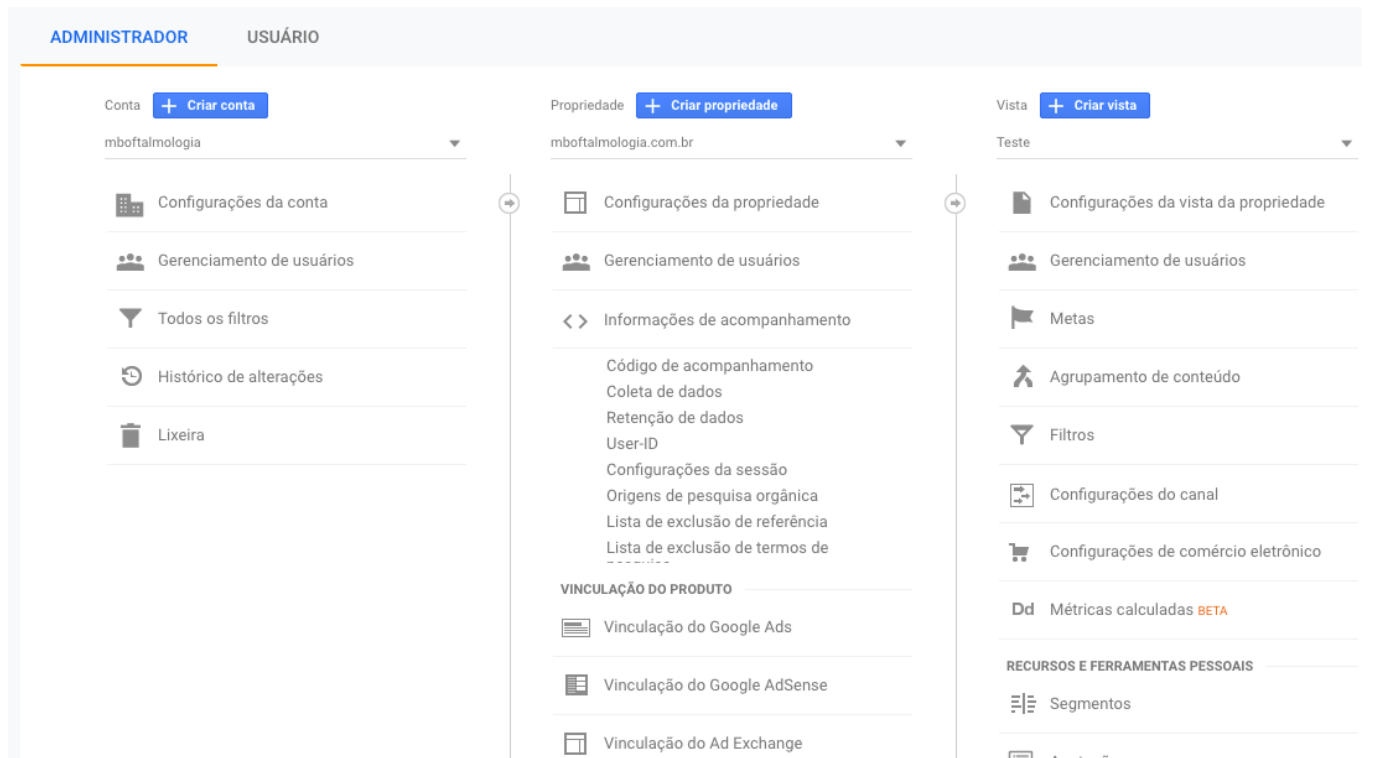 ADMINISTRADOR
USUÁRIO
Conta
Criar conta
mboftalmologia
Configurações da conta
Gerenciamento de usuários
Todos os filtros
Histórico de alterações
Lixeira
Propriedade
Criar propriedade
mboftalmologia.com.br
Configurações da propriedade
Gerenciamento de usuários
Informações de acompanhamento
Código de acompanhamento
Coleta de dados
Retenção de dados
User-ID
Configurações da sessão
Origens de pesquisa orgânica
Lista de exclusão de referência
Lista de exclusão de termos de
VINCULAÇÃO DO PRODUTO
Vinculação do Google Ads
Vinculação do Google AdSense
Vinculação do Ad Exchange
Vista
Criar vista
Teste
Configurações da vista da propriedade
Gerenciamento de usuários
Metas
Agrupamento de conteúdo
Filtros
Configurações do canal
Configurações de comércio eletrônico
Dd Métricas calculadas BETA
RECURSOS E FERRAMENTAS PESSOAIS
Segmentos